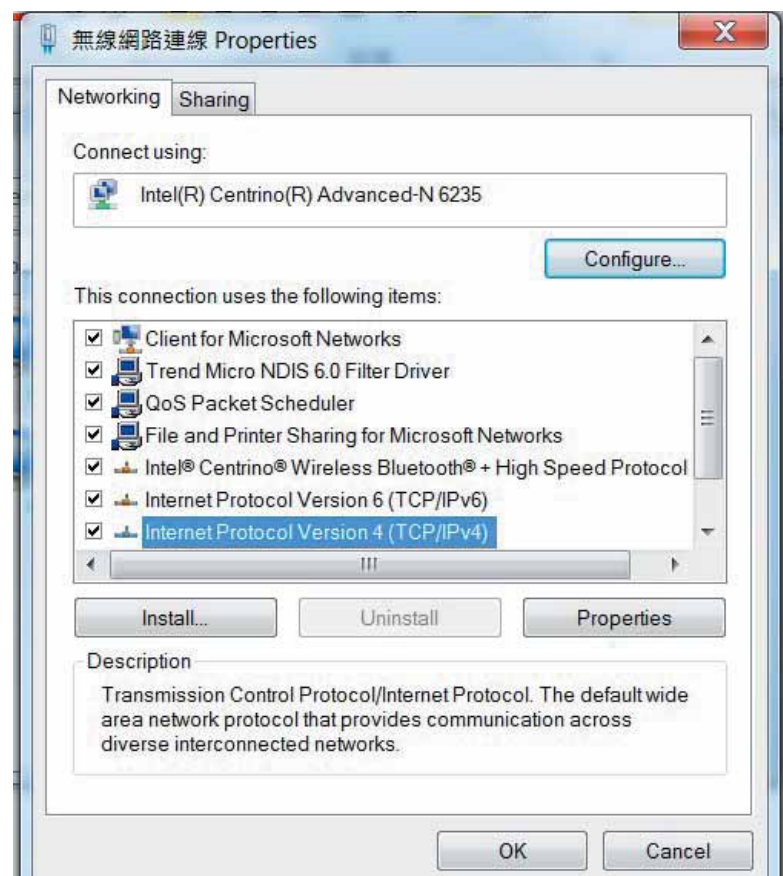 無線網路連線 Properties
Networking
Sharing
Connect using:
Intel(R) Centrino(R) Advanced-N 6235
Configure...
This connection uses the following items:
Client for Microsoft Networks
Trend Micro NDIS 6.0 Filter Driver
QoS Packet Scheduler
File and Printer Sharing for Microsoft Networks
Intel® Centrino® Wireless Bluetooth® + High Speed Protocol
Internet Protocol Version 6 (TCP/IPv6)
Internet Protocol Version 4 (TCP/IPv4)
Install...
Uninstall
Properties
Description
Transmission Control Protocol/Internet Protocol. The default wide
area network protocol that provides communication across
diverse interconnected networks.
OK
Cancel